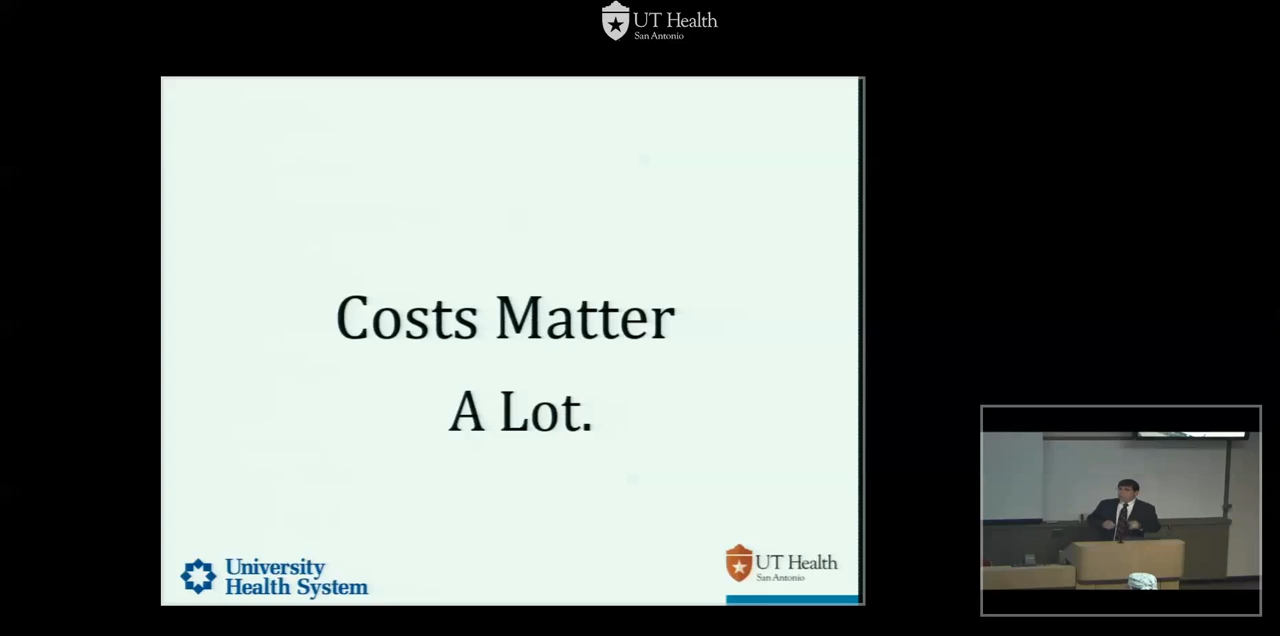 UT Health
San Antonio
Costs Matter
A Lot.
University
Health System
UT Health
San Antonio